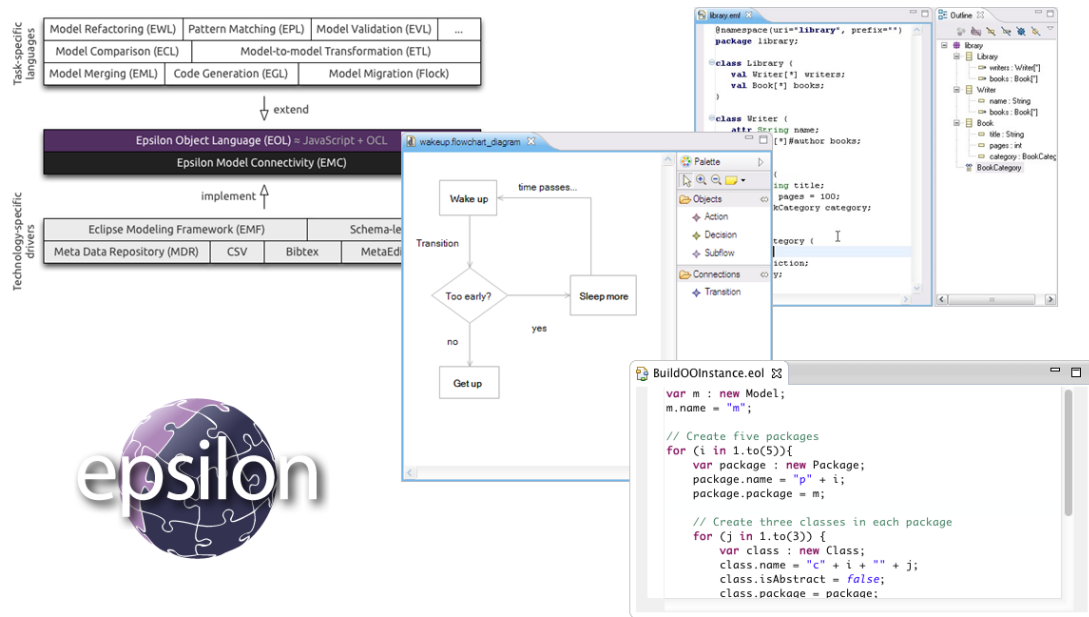 Task-specific
languages
Model Refactoring (EWL) Pattern Matching (EPL) Model Validation (EVL) ...
Model Comparison (ECL) Model-to-model Transformation (ETL)
Model Merging (EML) Code Generation (EGL) Model Migration (Flock)
extend
Epsilon Object Language (EOL) = JavaScript + OCL
Epsilon Model Connectivity (EMC)
implement
Technology-specific
drivers
Eclipse Modeling Framework (EMF) Schema-le
Meta Data Repository (MDR) CSV Bibtex MetaEdi
epsilon
wakeup.flowchart_diagram
Wake up
time passes...
Transition
Too early?
Sleep more
yes
no
Get up
Palette
Objects
Action
Decision
Subflow
Connections
Transition
library.emf
@namespace(uri="library", prefix="")
package library;
class Library {
val Writer[*] writers;
val Book[*] books;
}
class Writer {
attr String name;
[*]#author books;
{
ing title;
pages = 100;
kCategory category;
tegory {
iction;
y;
Outline
library
Library
writers : Writer[*]
books : Book[*]
Writer
name : String
books : Book[*]
Book
title : String
pages : int
category : BookCateg
BookCategory
BuildOOInstance.eol
var m : new Model;
m.name = "m";
// Create five packages
for (i in 1.to(5)){
var package : new Package;
package.name = "p" + i;
package.package = m;
// Create three classes in each package
for (j in 1.to(3)) {
var class : new Class;
class.name = "c" + i + "" + j;
class.isAbstract = false;
class.package = package;